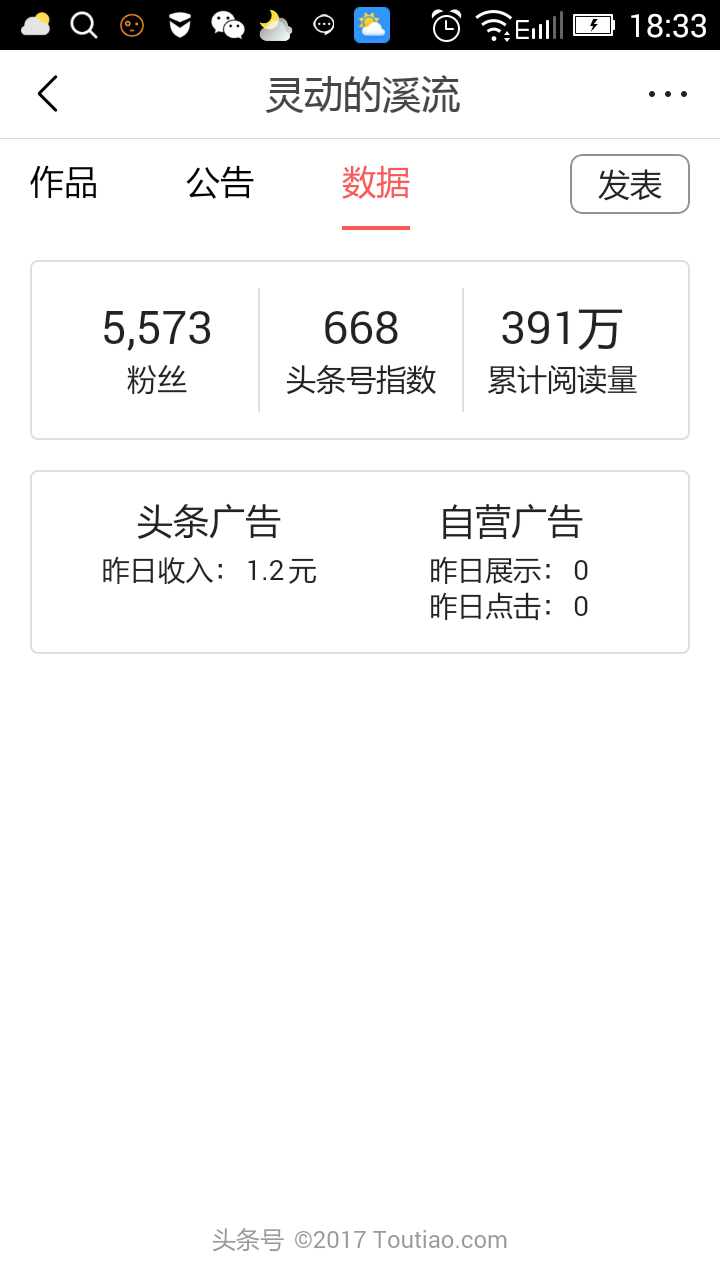 E 18:33
灵动的溪流
作品 公告 数据 发表
5,573 668 391万
粉丝 头条号指数 累计阅读量
头条广告 自营广告
昨日收入: 1.2元 昨日展示: 0
昨日点击: 0
头条号 ©2017 Toutiao.com